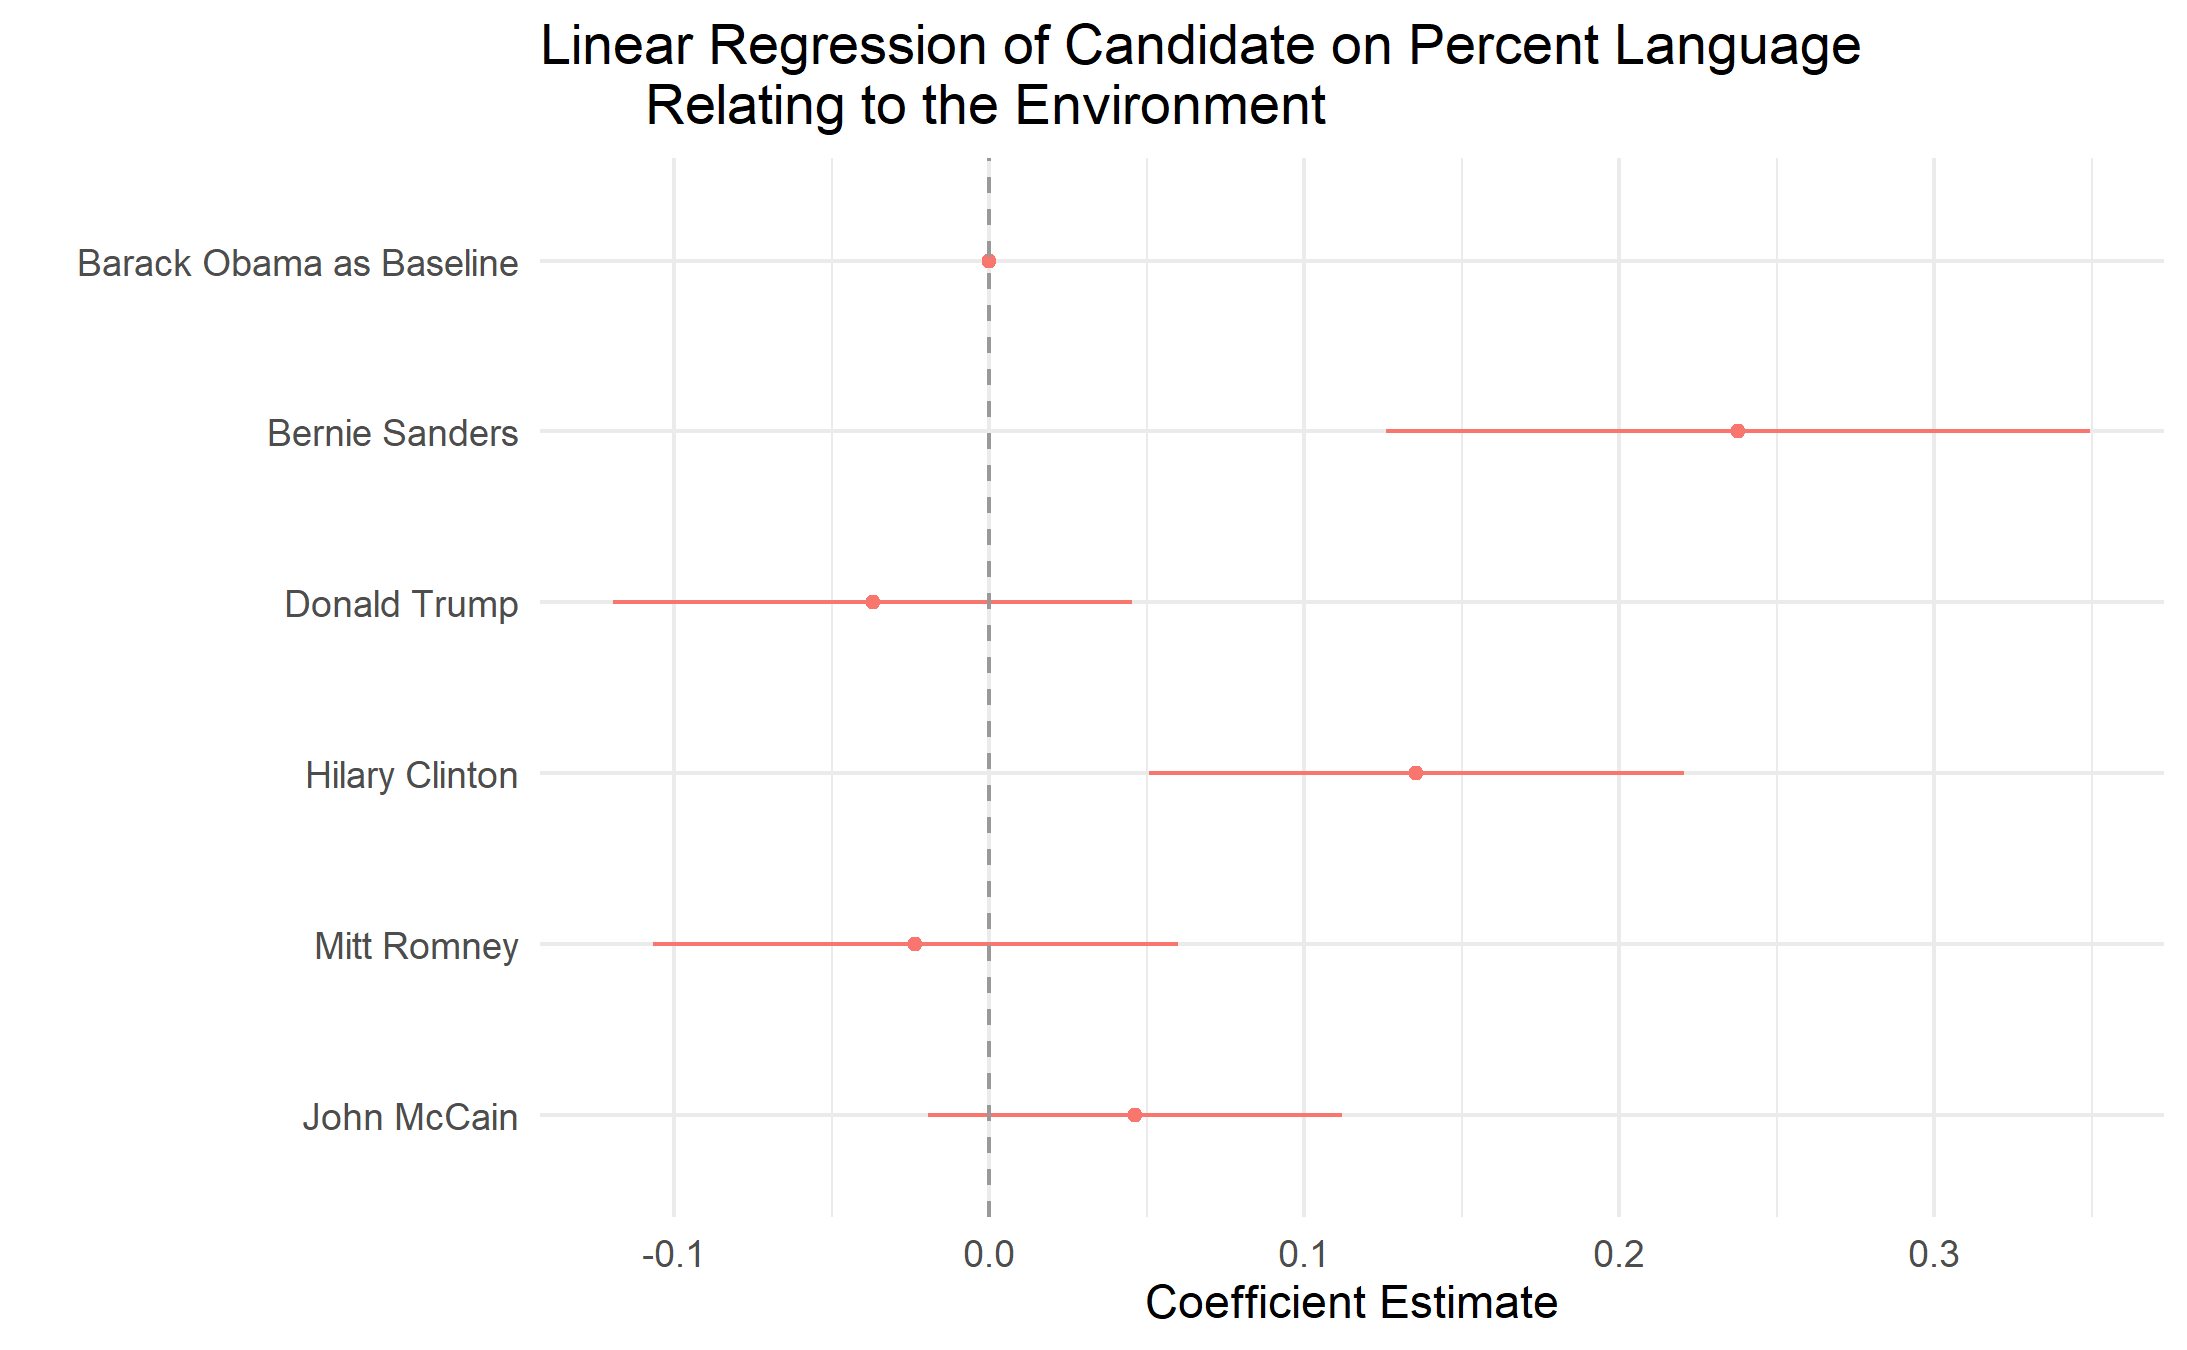 Linear Regression of Candidate on Percent Language
Relating to the Environment
Barack Obama as Baseline
Bernie Sanders
Donald Trump
Hilary Clinton
Mitt Romney
John McCain
-0.1 0.0 0.1 0.2 0.3
Coefficient Estimate